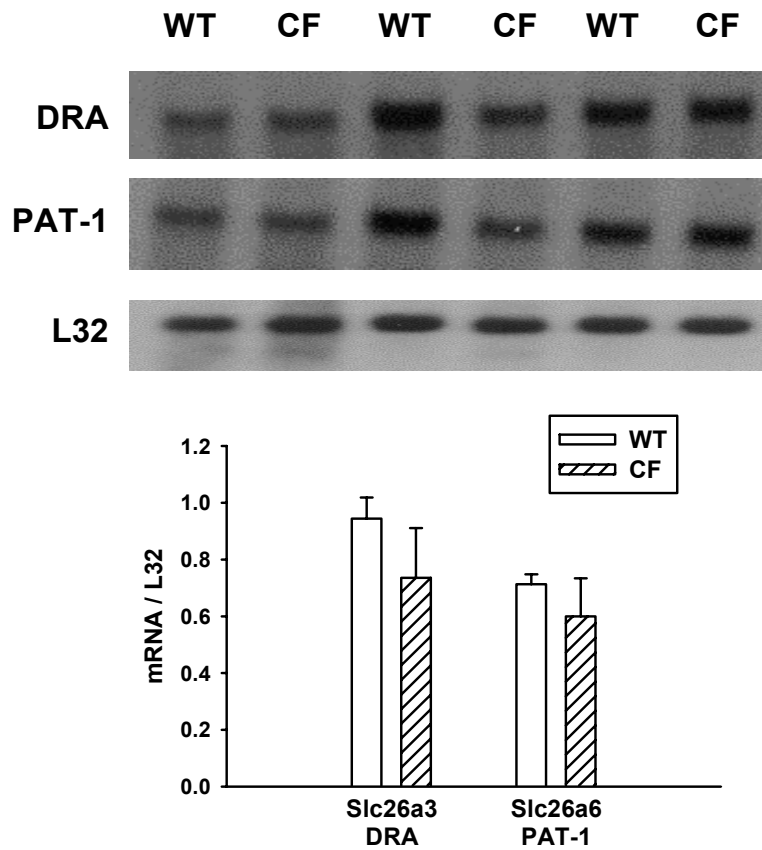 WT CF WT CF WT CF
DRA
PAT-1
L32
1.2
1.0
0.8
0.6
0.4
0.2
0.0
mRNA / L32
WT
CF
Slc26a3 Slc26a6
DRA PAT-1